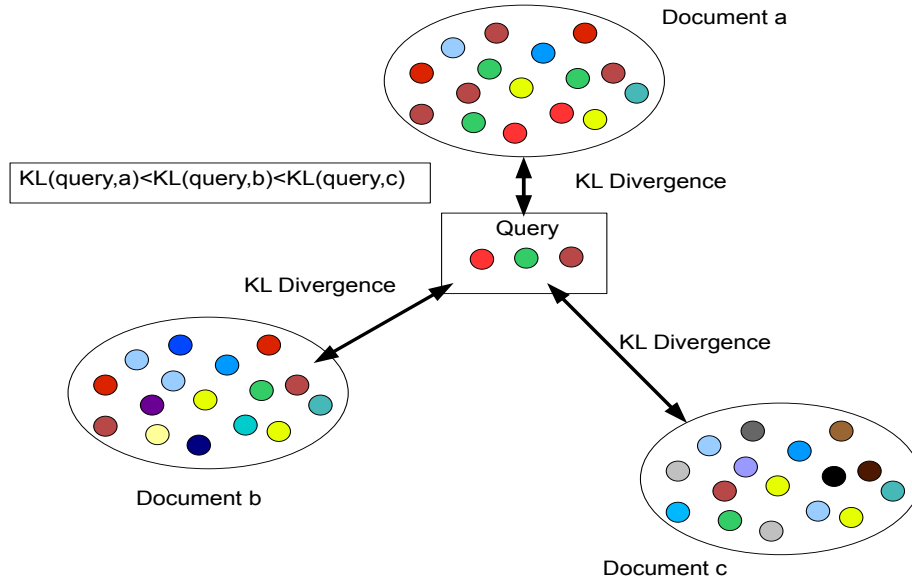 Document a
KL(query,a)<KL(query,b)<KL(query,c)
KL Divergence
Query
KL Divergence
KL Divergence
Document b
Document c